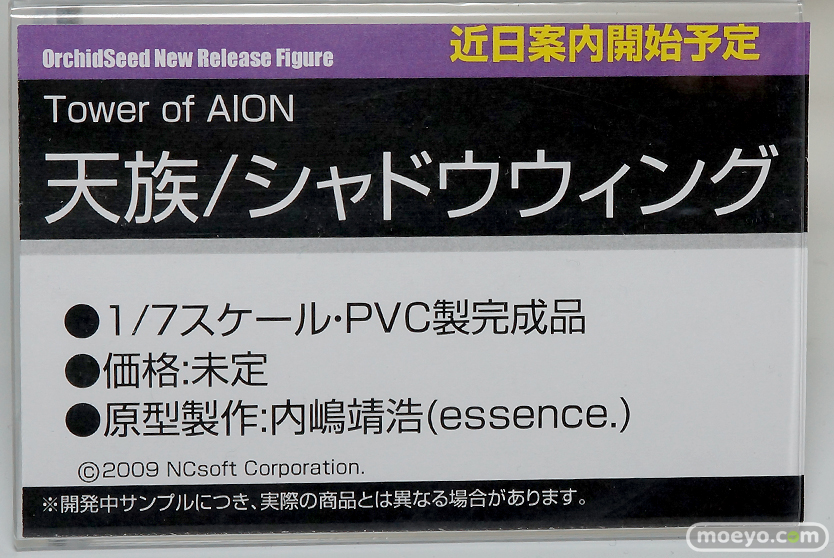 OrchidSeed New Release Figure
近日案内開始予定
Tower of AION
天族/シャドウウィング
●1/7スケール・PVC製完成品
●価格:未定
●原型製作:内嶋靖浩(essence.)
©2009 NCsoft Corporation.
※開発中サンプルにつき、実際の商品とは異なる場合があります。
moeyo.com